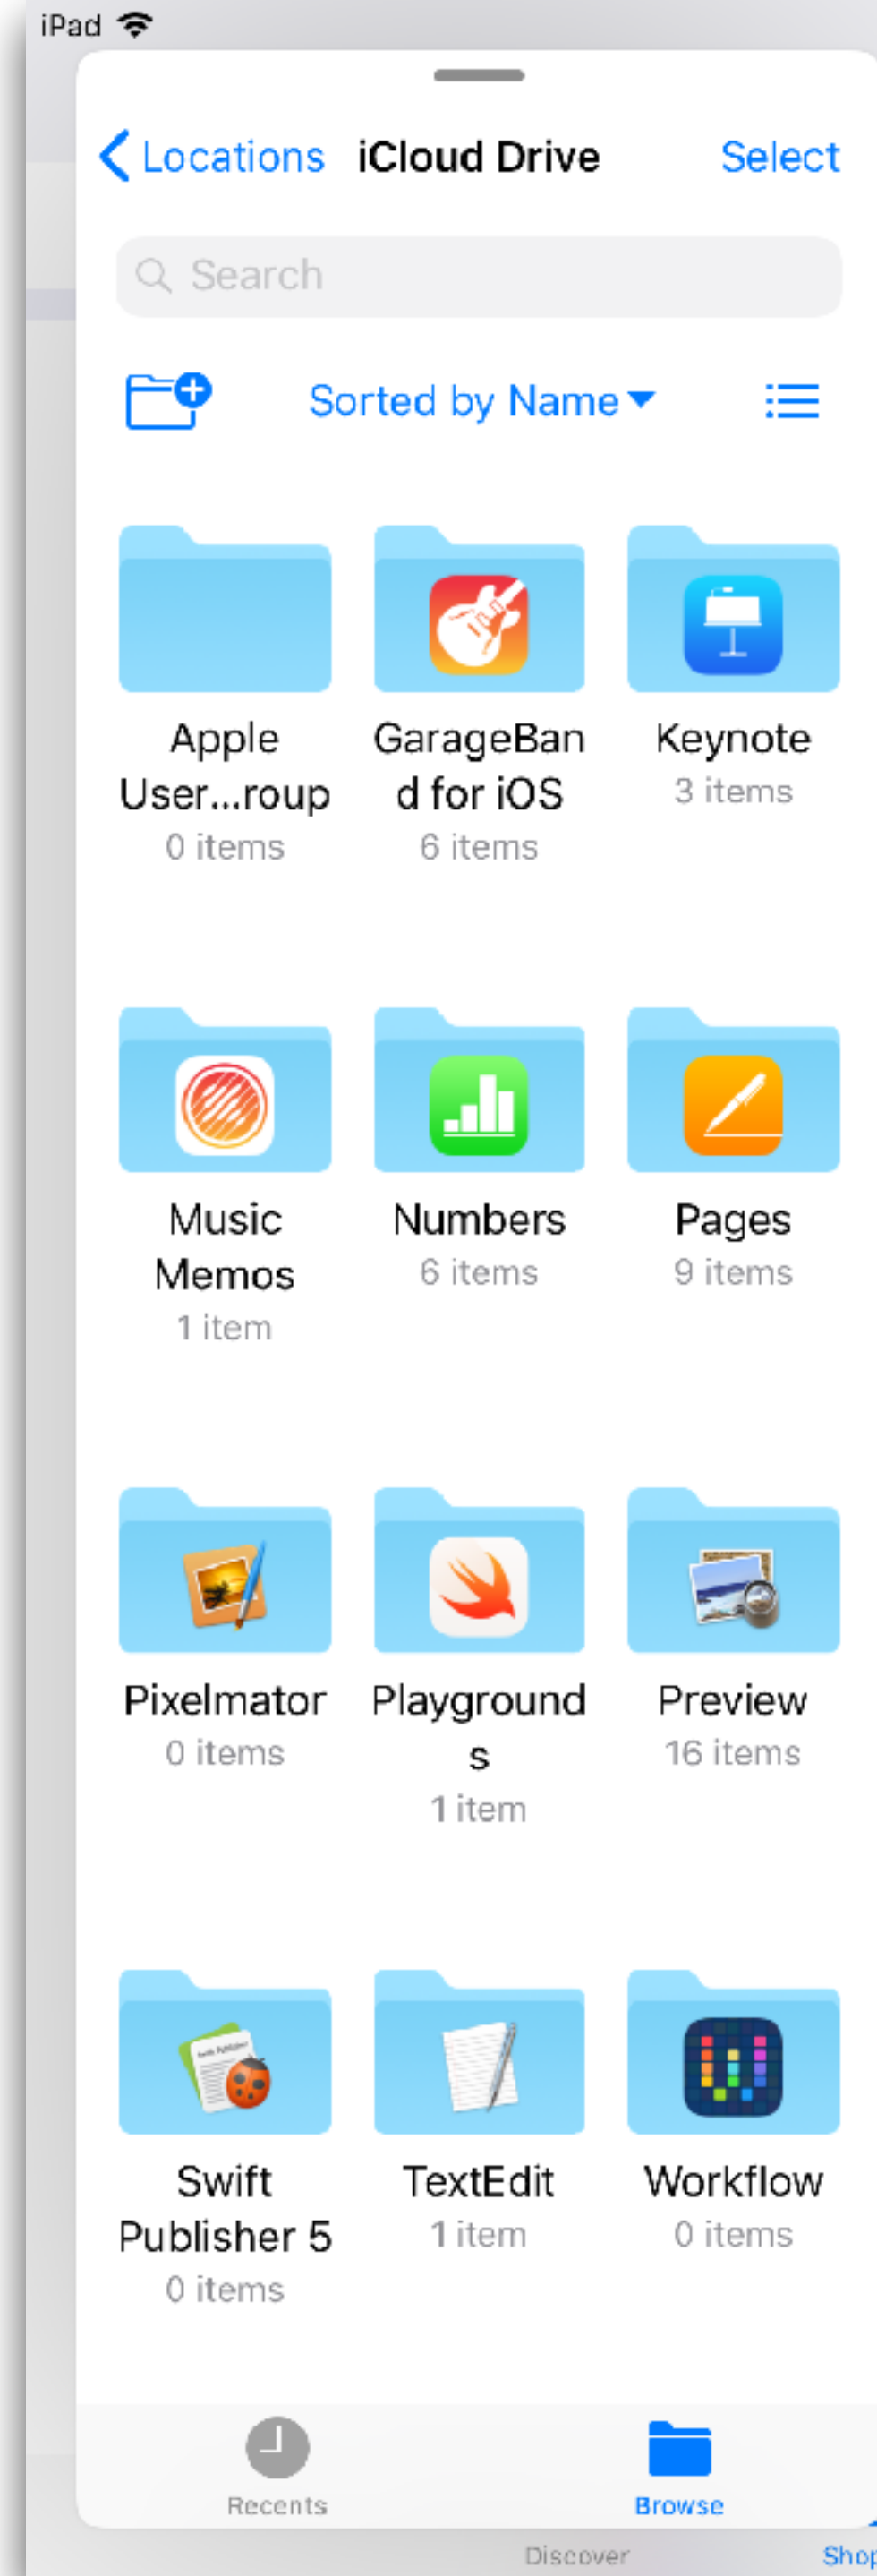 iPad
Locations iCloud Drive Select
Search
Sorted by Name
Apple
User...roup
0 items
GarageBan
d for iOS
6 items
Keynote
3 items
Music
Memos
1 item
Numbers
6 items
Pages
9 items
Pixelmator
0 items
Playground
s
1 item
Preview
16 items
Swift
Publisher 5
0 items
TextEdit
1 item
Workflow
0 items
Recents
Browse
Discover
Shop